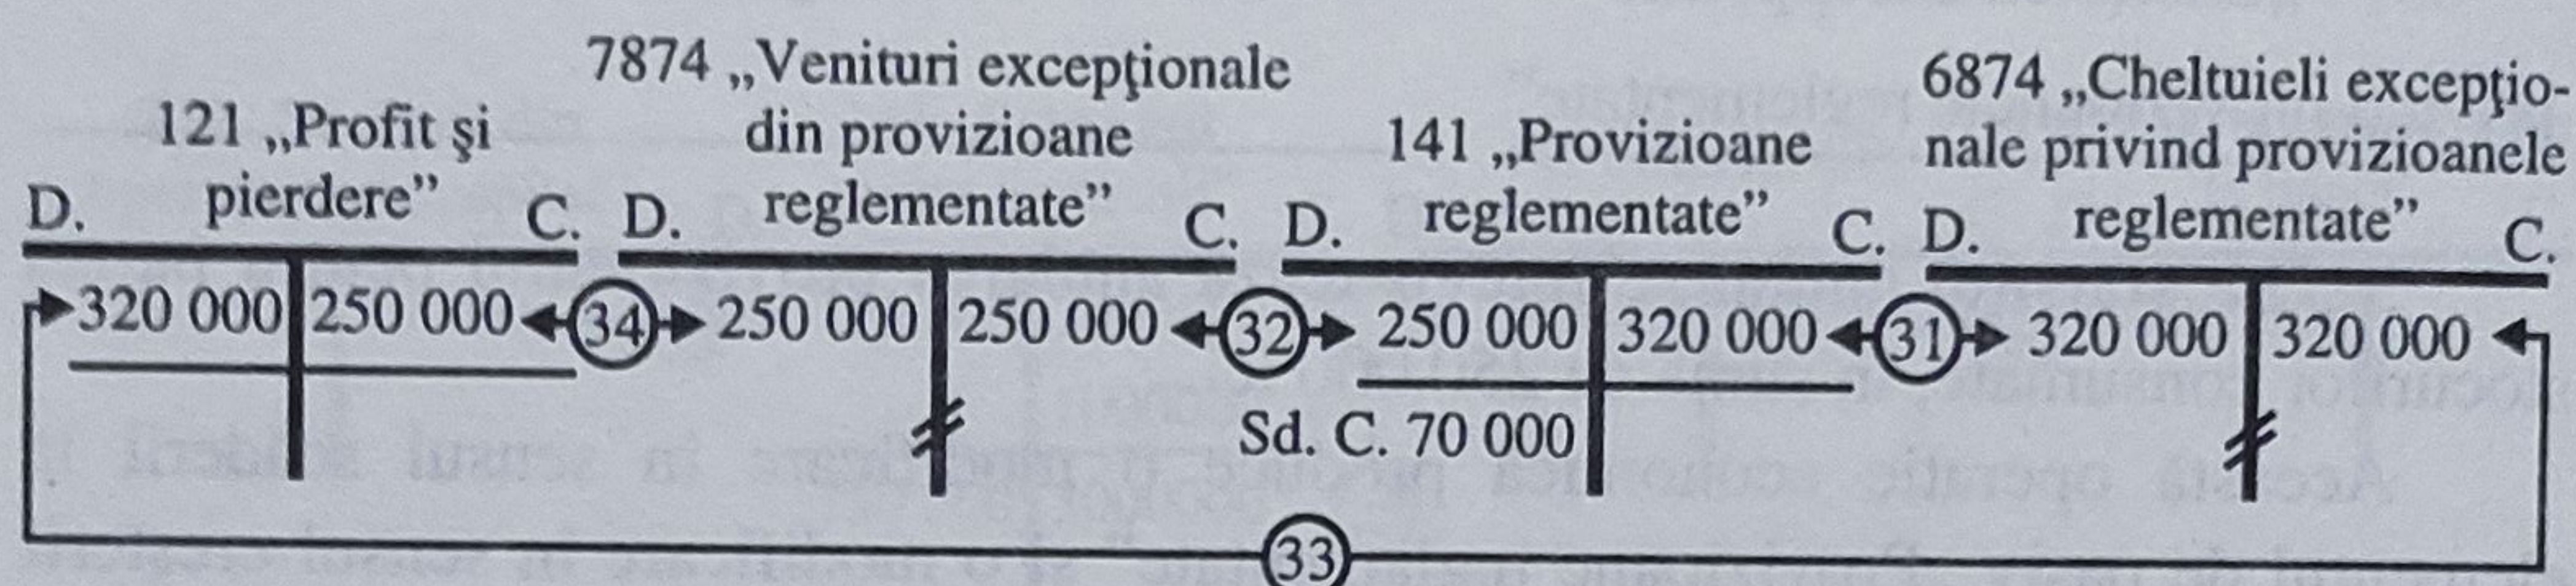 7874 „Venituri excepţionale
din provizioane
reglementate”
121 „Profit şi
pierdere”
141 „Provizioane
reglementate”
6874 „Cheltuieli excepţio-
nale privind provizioanele
reglementate”
D. C. D. C. D. C. D. C.
320 000 250 000 34 250 000 250 000 32 250 000 320 000 31 320 000 320 000
Sd. C. 70 000
33